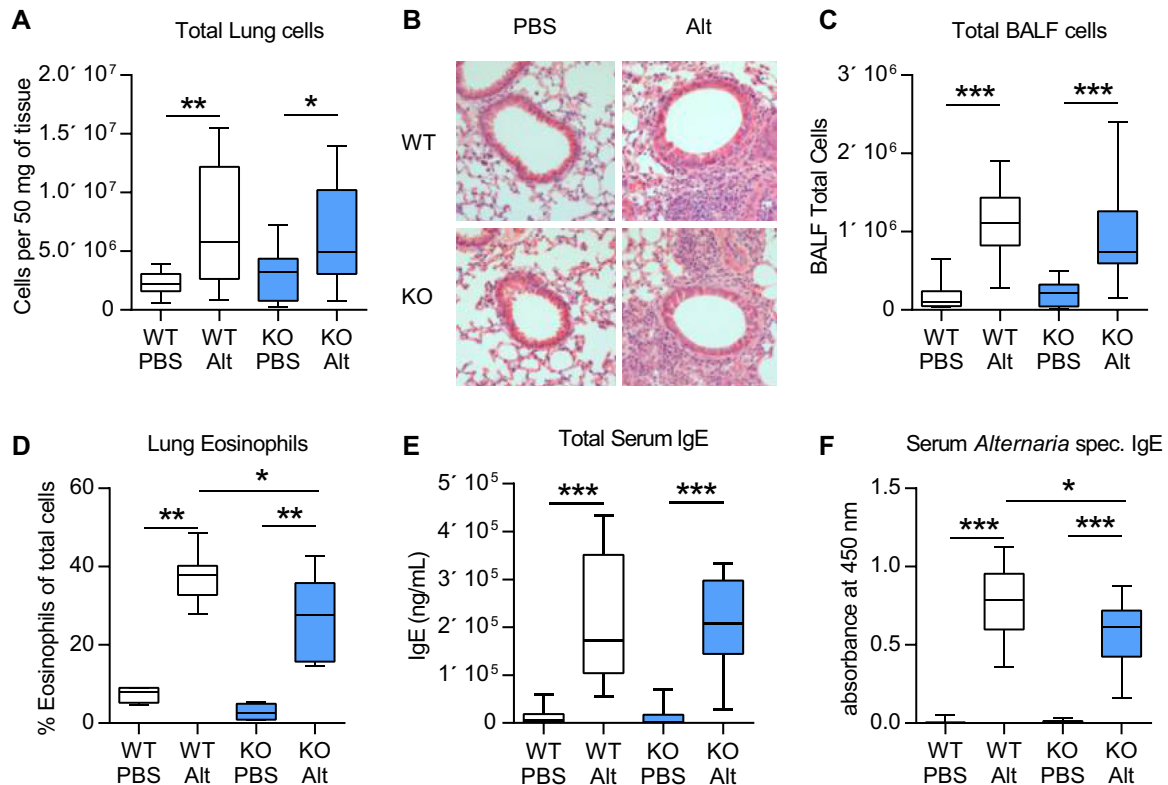 A
Total Lung cells
Cells per 50 mg of tissue
2.0´ 10⁷
1.5´ 10⁷
1.0´ 10⁷
5.0´ 10⁶
0
**
*
WT PBS
WT Alt
KO PBS
KO Alt
B
PBS
Alt
WT
KO
C
Total BALF cells
BALF Total Cells
3´ 10⁶
2´ 10⁶
1´ 10⁶
0
***
***
WT PBS
WT Alt
KO PBS
KO Alt
D
Lung Eosinophils
% Eosinophils of total cells
60
40
20
0
*
**
**
WT PBS
WT Alt
KO PBS
KO Alt
E
Total Serum IgE
IgE (ng/mL)
5´ 10⁵
4´ 10⁵
3´ 10⁵
2´ 10⁵
1´ 10⁵
0
***
***
WT PBS
WT Alt
KO PBS
KO Alt
F
Serum Alternaria spec. IgE
absorbance at 450 nm
1.5
1.0
0.5
0.0
*
***
***
WT PBS
WT Alt
KO PBS
KO Alt